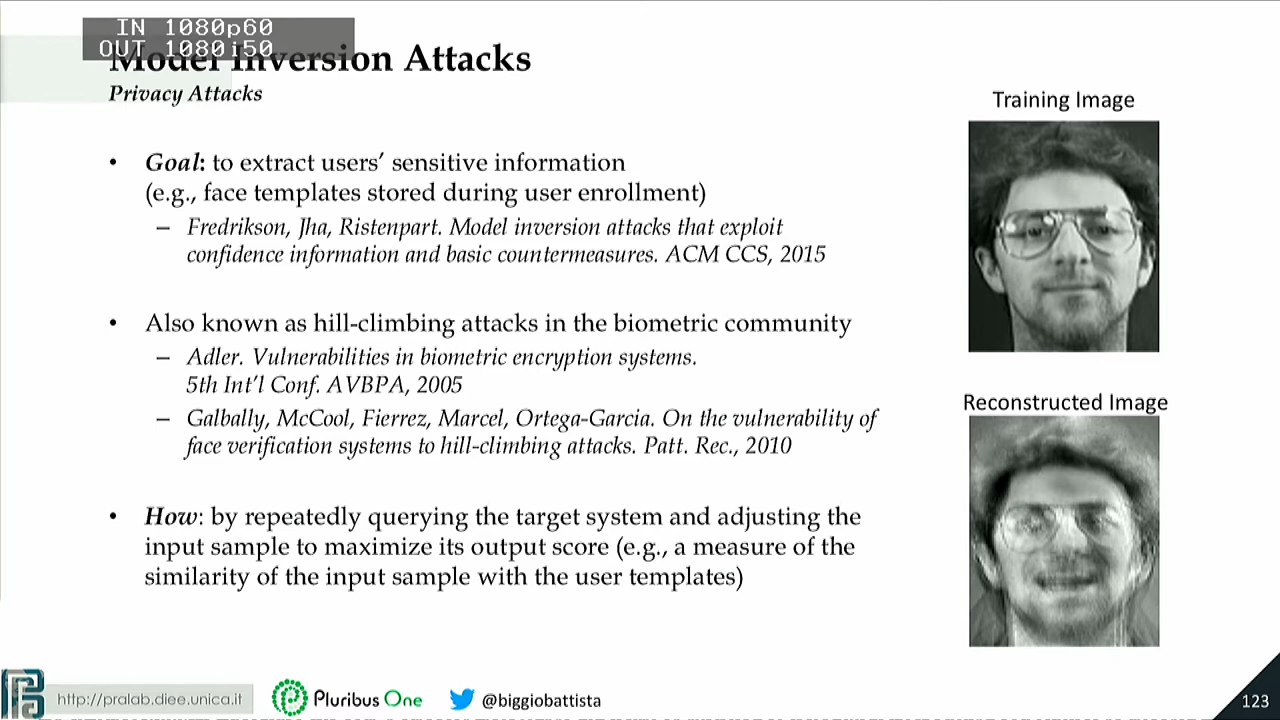 IN 1080p60
OUT 1080i50
Model Inversion Attacks
Privacy Attacks
• Goal: to extract users’ sensitive information
(e.g., face templates stored during user enrollment)
– Fredrikson, Jha, Ristenpart. Model inversion attacks that exploit
confidence information and basic countermeasures. ACM CCS, 2015
• Also known as hill-climbing attacks in the biometric community
– Adler. Vulnerabilities in biometric encryption systems.
5th Int’l Conf. AVBPA, 2005
– Galbally, McCool, Fierrez, Marcel, Ortega-Garcia. On the vulnerability of
face verification systems to hill-climbing attacks. Patt. Rec., 2010
• How: by repeatedly querying the target system and adjusting the
input sample to maximize its output score (e.g., a measure of the
similarity of the input sample with the user templates)
Training Image
Reconstructed Image
http://pralab.diee.unica.it
Pluribus One
@biggiobattista
123